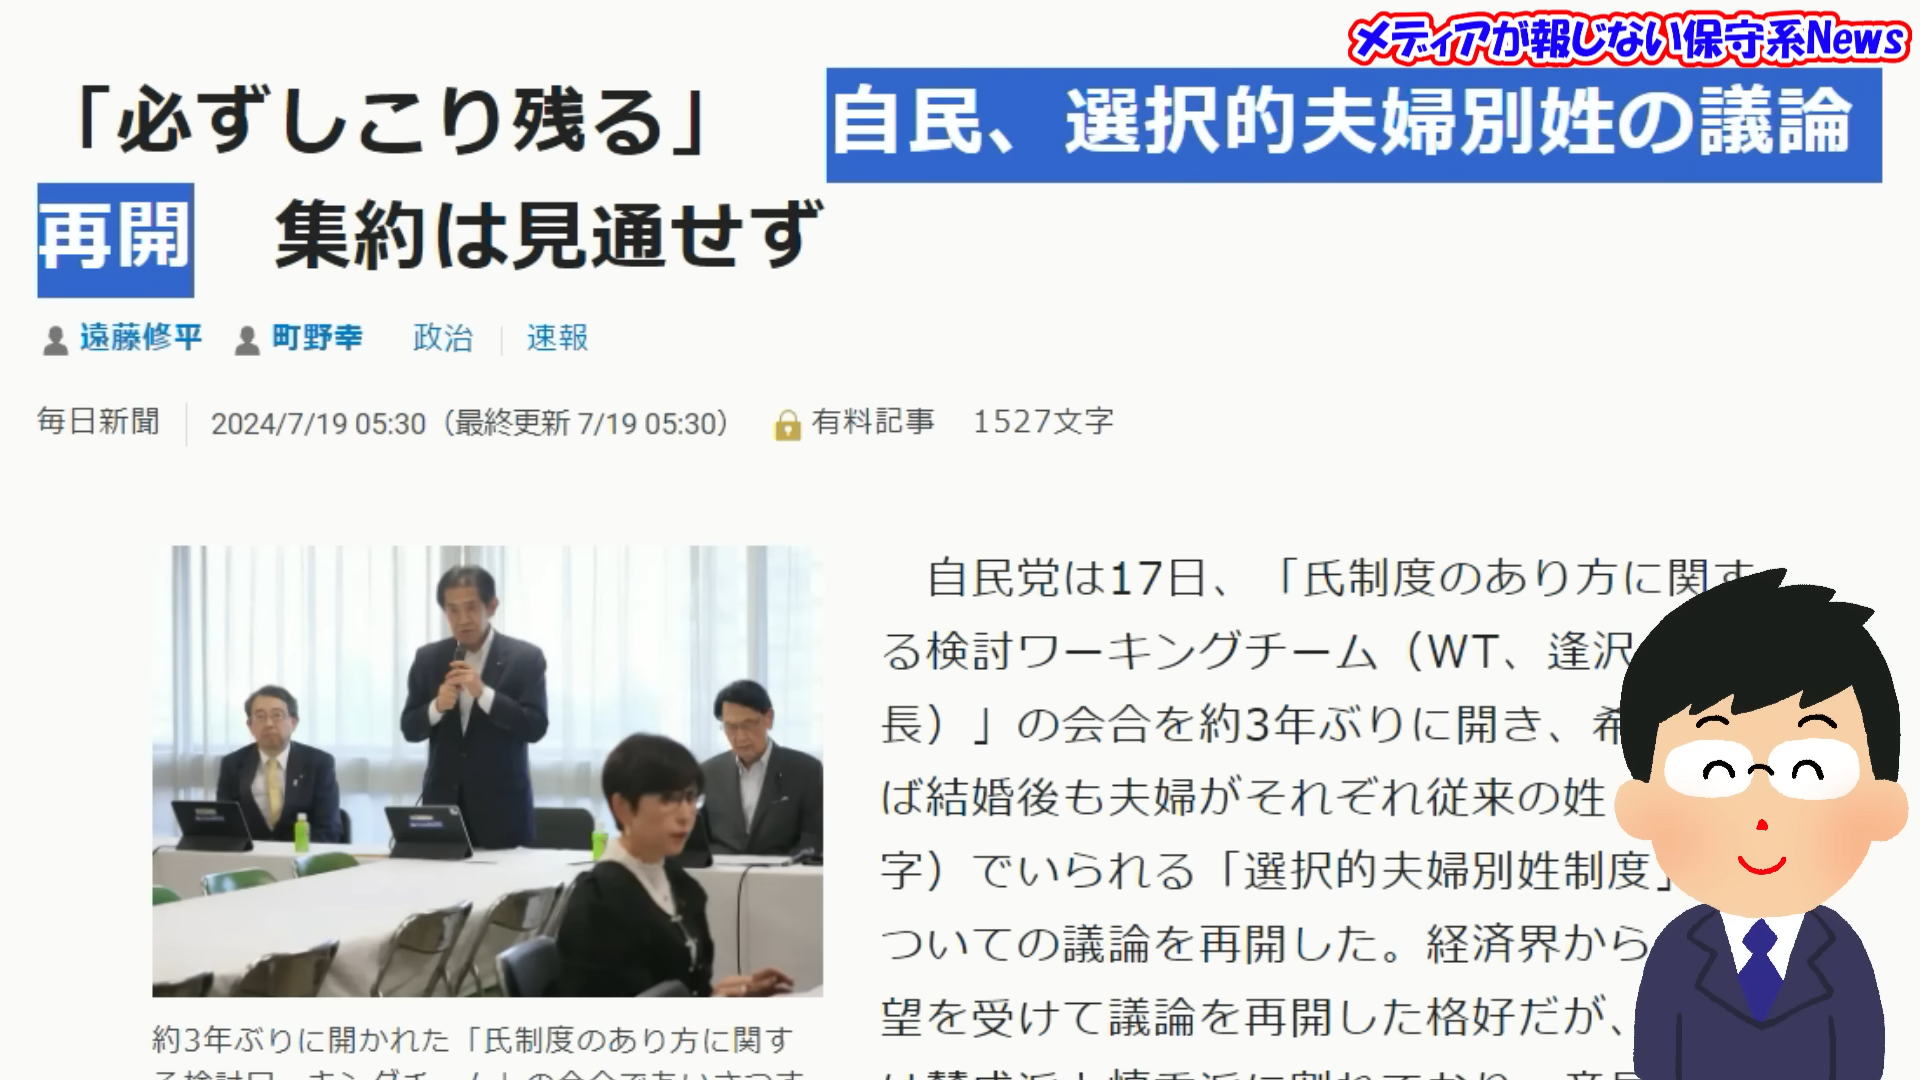 メディアが報じない保守系News
「必ずしこり残る」　自民、選択的夫婦別姓の議論
再開　集約は見通せず
遠藤修平　町野幸　政治　速報
毎日新聞　2024/7/19 05:30（最終更新 7/19 05:30）　有料記事　1527文字
自民党は17日、「氏制度のあり方に関す
る検討ワーキングチーム（WT、逢沢
長）」の会合を約3年ぶりに開き、希
ば結婚後も夫婦がそれぞれ従来の姓
字）でいられる「選択的夫婦別姓制度」
ついての議論を再開した。経済界から
望を受けて議論を再開した格好だが、
約3年ぶりに開かれた「氏制度のあり方に関す